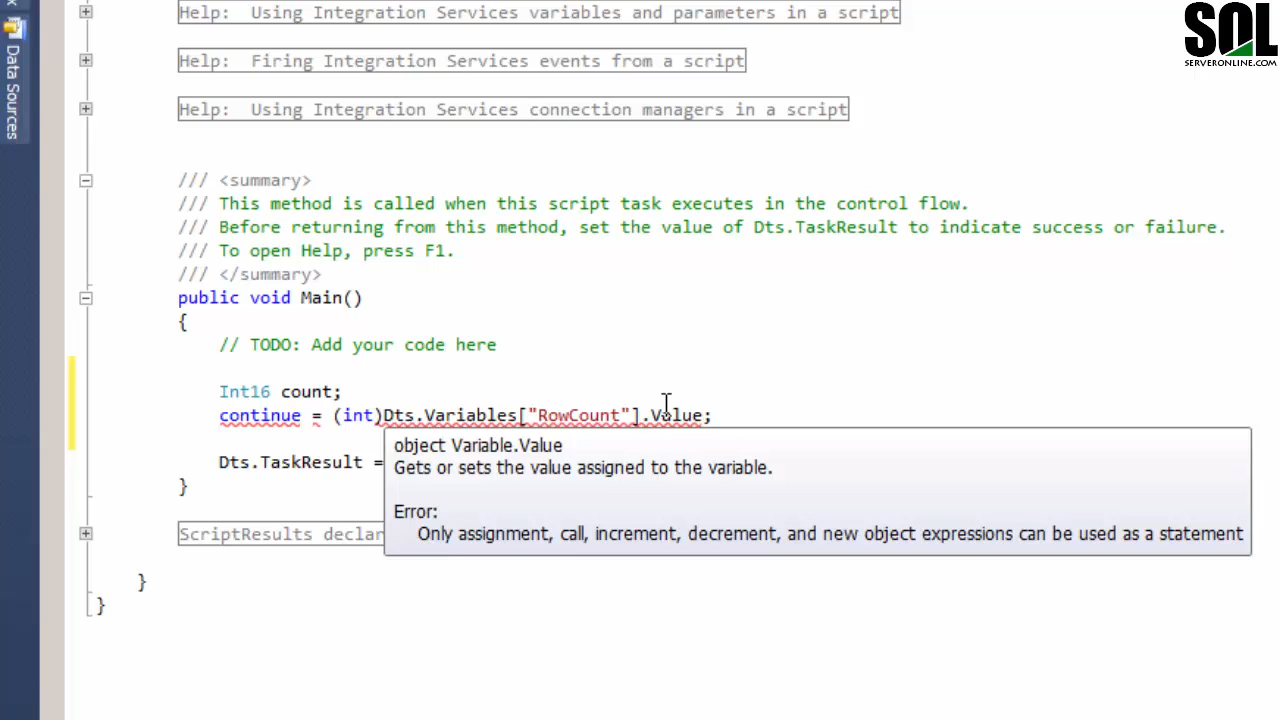 Help:  Using Integration Services variables and parameters in a script
Help:  Firing Integration Services events from a script
Help:  Using Integration Services connection managers in a script
/// <summary>
/// This method is called when this script task executes in the control flow.
/// Before returning from this method, set the value of Dts.TaskResult to indicate success or failure.
/// To open Help, press F1.
/// </summary>
public void Main()
{
// TODO: Add your code here
Int16 count;
continue = (int)Dts.Variables["RowCount"].Value;
object Variable.Value
Gets or sets the value assigned to the variable.
Error:
Only assignment, call, increment, decrement, and new object expressions can be used as a statement
Dts.TaskResult =
}
ScriptResults declar
}
}
Data Sources
SQL
SERVERONLINE.COM